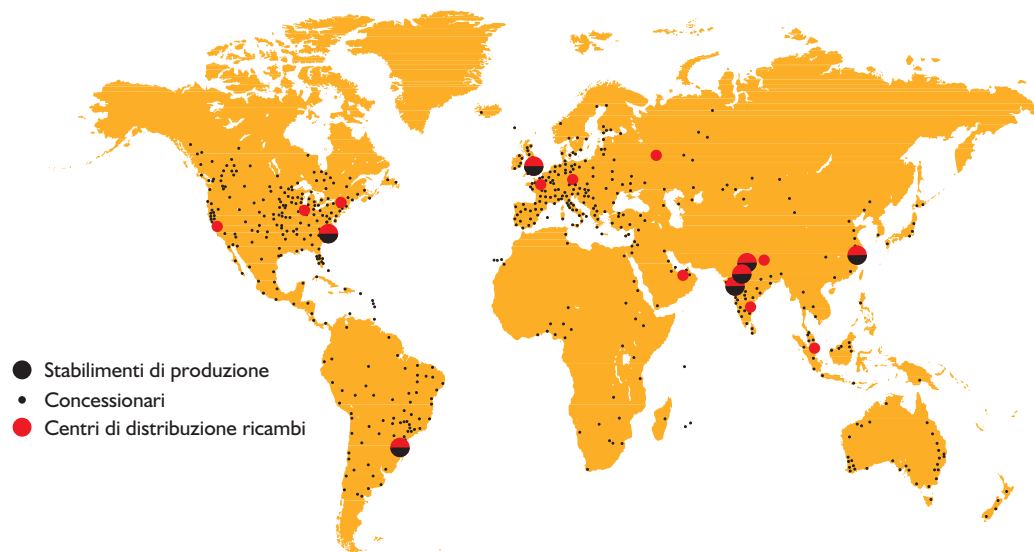 Stabilimenti di produzione
Concessionari
Centri di distribuzione ricambi